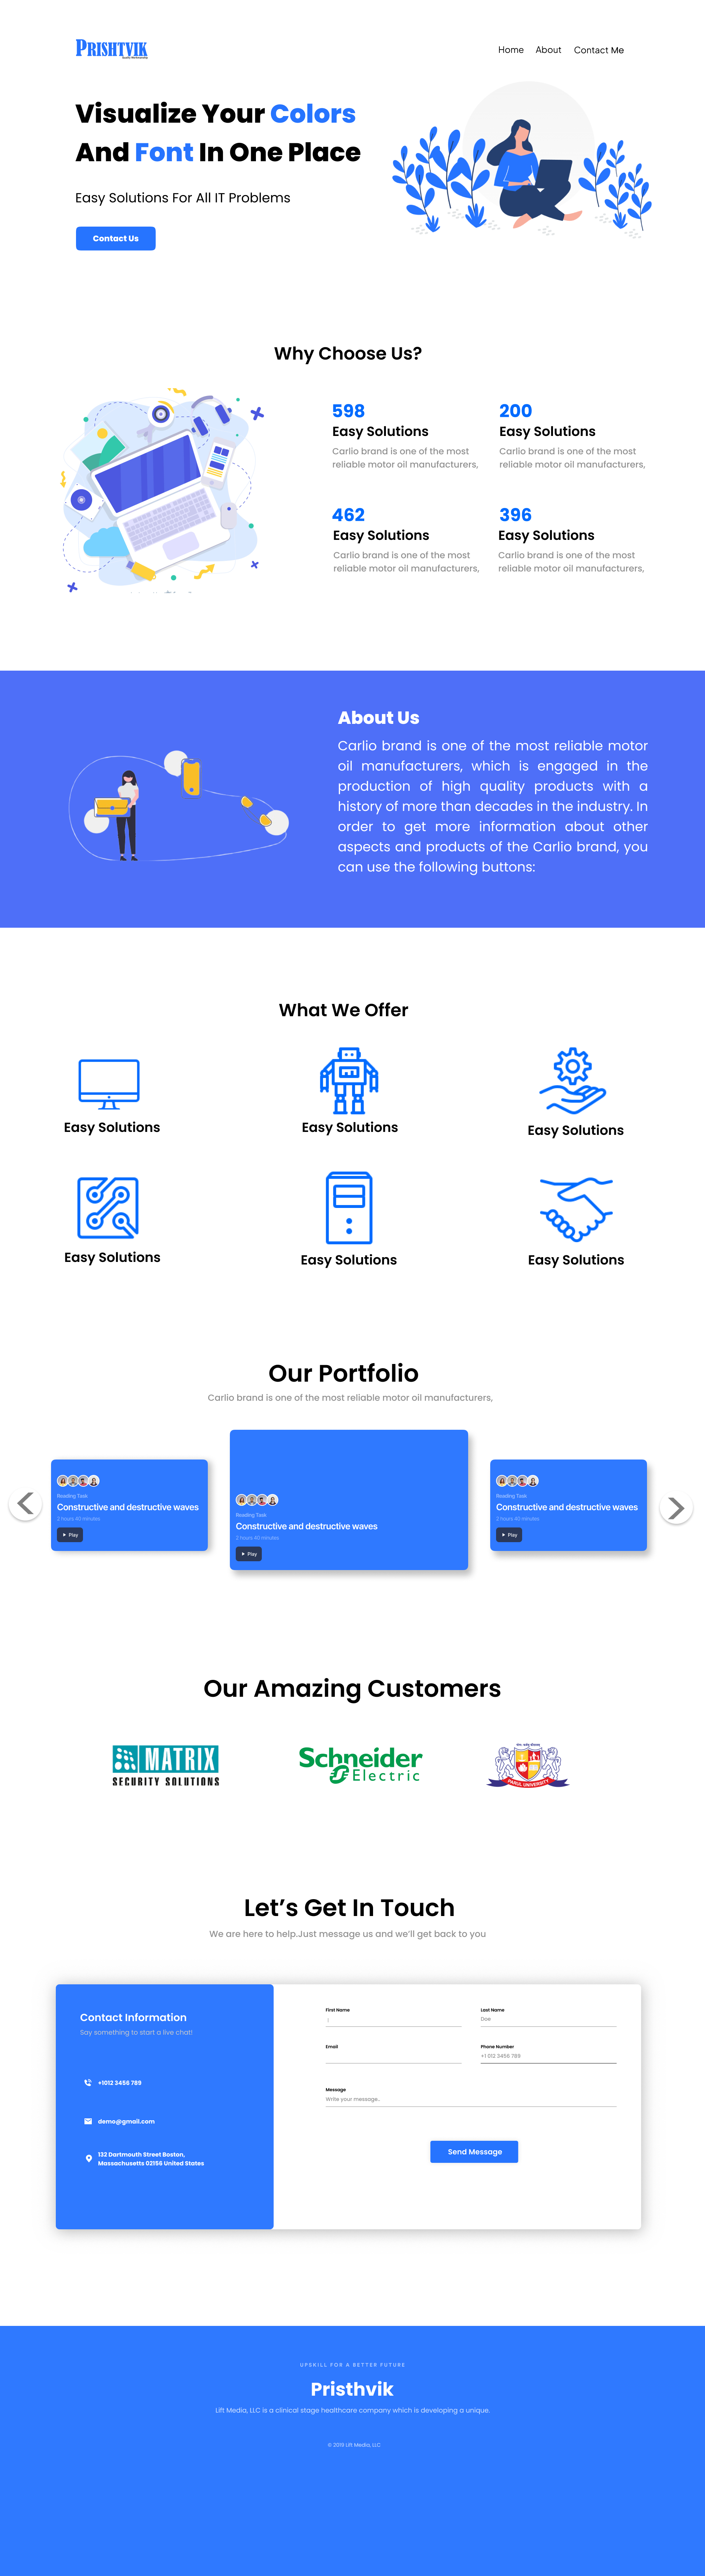 PRISHTVIK
Home About Contact Me
Visualize Your Colors
And Font In One Place
Easy Solutions For All IT Problems
Contact Us
Why Choose Us?
598
Easy Solutions
Carlio brand is one of the most
reliable motor oil manufacturers,
200
Easy Solutions
Carlio brand is one of the most
reliable motor oil manufacturers,
462
Easy Solutions
Carlio brand is one of the most
reliable motor oil manufacturers,
396
Easy Solutions
Carlio brand is one of the most
reliable motor oil manufacturers,
About Us
Carlio brand is one of the most reliable motor
oil manufacturers, which is engaged in the
production of high quality products with a
history of more than decades in the industry. In
order to get more information about other
aspects and products of the Carlio brand, you
can use the following buttons:
What We Offer
Easy Solutions
Easy Solutions
Easy Solutions
Easy Solutions
Easy Solutions
Easy Solutions
Our Portfolio
Carlio brand is one of the most reliable motor oil manufacturers,
Reading Task
Constructive and destructive waves
2 hours 40 minutes
Play
Reading Task
Constructive and destructive waves
2 hours 40 minutes
Play
Reading Task
Constructive and destructive waves
2 hours 40 minutes
Play
Our Amazing Customers
MATRIX
SECURITY SOLUTIONS
Schneider
Electric
PARUL UNIVERSITY
Let's Get In Touch
We are here to help.Just message us and we'll get back to you
Contact Information
Say something to start a live chat!
+1012 3456 789
demo@gmail.com
132 Dartmouth Street Boston,
Massachusetts 02156 United States
First Name
Last Name
Doe
Email
Phone Number
+1 012 3456 789
Message
Write your message..
Send Message
UPSKILL FOR A BETTER FUTURE
Pristhvik
Lift Media, LLC is a clinical stage healthcare company which is developing a unique.
© 2019 Lift Media, LLC